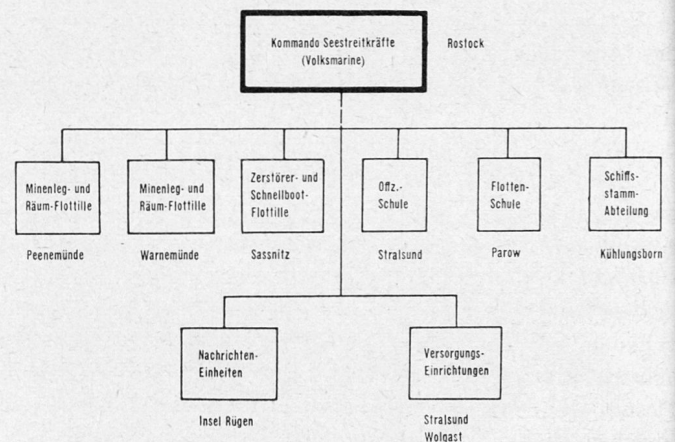 Kommando Seestreitkräfte
(Volksmarine)
Rostock
Minenleg- und
Räum-Flottille
Peenemünde
Minenleg- und
Räum-Flottille
Warnemünde
Zerstörer- und
Schnellboot-
Flottille
Sassnitz
Offz.-
Schule
Stralsund
Flotten-
Schule
Parow
Schiffs-
stamm-
Abteilung
Kühlungsborn
Nachrichten-
Einheiten
Insel Rügen
Versorgungs-
Einrichtungen
Stralsund
Wolgast